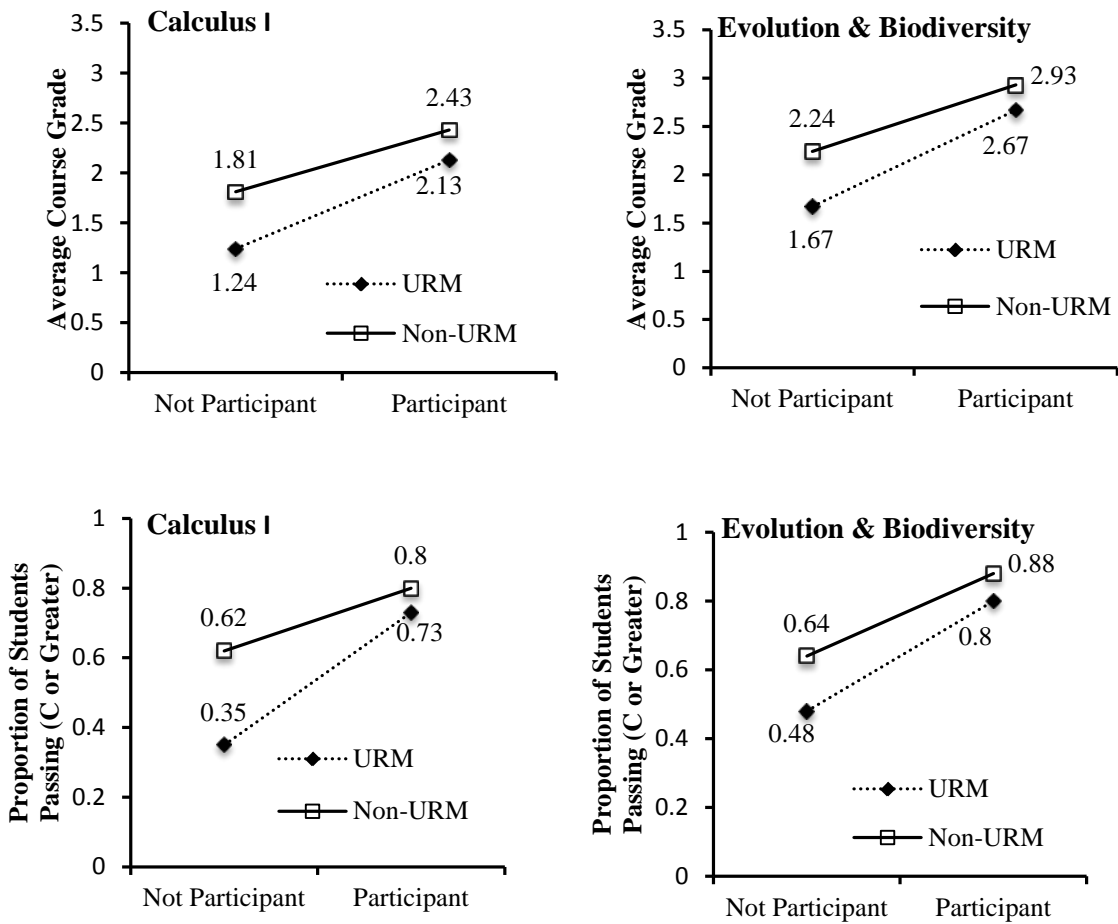 Calculus I
Average Course Grade
3.5
3
2.5
2
1.5
1
0.5
0
1.81
2.43
1.24
2.13
URM
Non-URM
Not Participant
Participant
Evolution & Biodiversity
Average Course Grade
3.5
3
2.5
2
1.5
1
0.5
0
2.24
2.93
1.67
2.67
URM
Non-URM
Not Participant
Participant
Calculus I
Proportion of Students
Passing (C or Greater)
1
0.8
0.6
0.4
0.2
0
0.62
0.8
0.35
0.73
URM
Non-URM
Not Participant
Participant
Evolution & Biodiversity
Proportion of Students
Passing (C or Greater)
1
0.8
0.6
0.4
0.2
0
0.64
0.88
0.48
0.8
URM
Non-URM
Not Participant
Participant